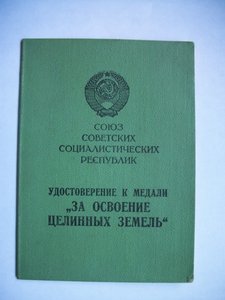 СОЮЗ
СОВЕТСКИХ
СОЦИАЛИСТИЧЕСКИХ
РЕСПУБЛИК
УДОСТОВЕРЕНИЕ К МЕДАЛИ
„ЗА ОСВОЕНИЕ
ЦЕЛИННЫХ ЗЕМЕЛЬ“